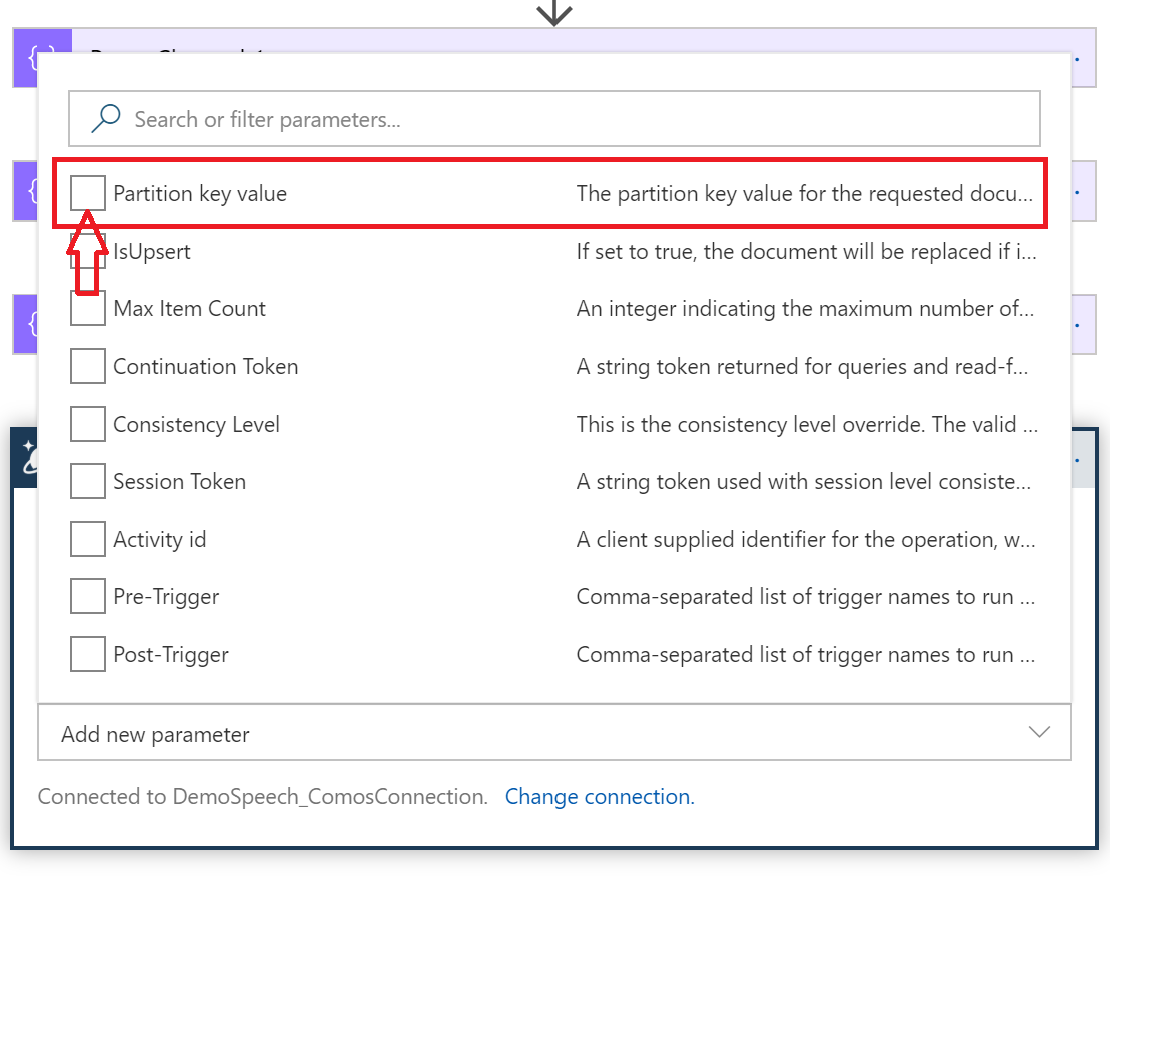 Search or filter parameters...
Partition key value The partition key value for the requested docu...
IsUpsert If set to true, the document will be replaced if i...
Max Item Count An integer indicating the maximum number of...
Continuation Token A string token returned for queries and read-f...
Consistency Level This is the consistency level override. The valid ...
Session Token A string token used with session level consiste...
Activity id A client supplied identifier for the operation, w...
Pre-Trigger Comma-separated list of trigger names to run ...
Post-Trigger Comma-separated list of trigger names to run ...
Add new parameter
Connected to DemoSpeech_ComosConnection. Change connection.